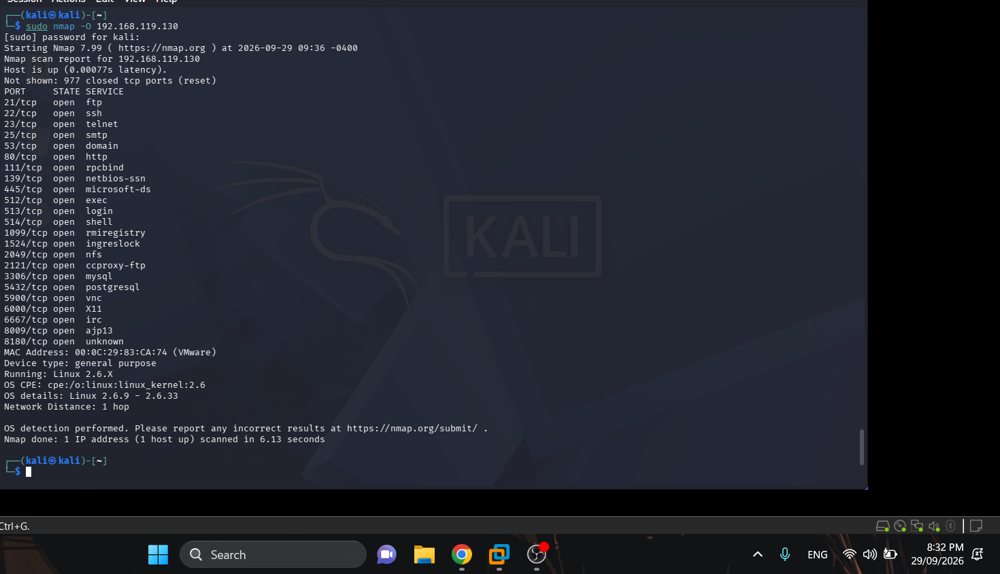 Session Actions Edit View Help
┌──(kali㉿kali)-[~]
└─$ sudo nmap -O 192.168.119.130
[sudo] password for kali:
Starting Nmap 7.99 ( https://nmap.org ) at 2026-09-29 09:36 -0400
Nmap scan report for 192.168.119.130
Host is up (0.00077s latency).
Not shown: 977 closed tcp ports (reset)
PORT     STATE SERVICE
21/tcp   open  ftp
22/tcp   open  ssh
23/tcp   open  telnet
25/tcp   open  smtp
53/tcp   open  domain
80/tcp   open  http
111/tcp  open  rpcbind
139/tcp  open  netbios-ssn
445/tcp  open  microsoft-ds
512/tcp  open  exec
513/tcp  open  login
514/tcp  open  shell
1099/tcp open  rmiregistry
1524/tcp open  ingreslock
2049/tcp open  nfs
2121/tcp open  ccproxy-ftp
3306/tcp open  mysql
5432/tcp open  postgresql
5900/tcp open  vnc
6000/tcp open  X11
6667/tcp open  irc
8009/tcp open  ajp13
8180/tcp open  unknown
MAC Address: 00:0C:29:83:CA:74 (VMware)
Device type: general purpose
Running: Linux 2.6.X
OS CPE: cpe:/o:linux:linux_kernel:2.6
OS details: Linux 2.6.9 - 2.6.33
Network Distance: 1 hop
OS detection performed. Please report any incorrect results at https://nmap.org/submit/ .
Nmap done: 1 IP address (1 host up) scanned in 6.13 seconds
┌──(kali㉿kali)-[~]
└─$
KALI
Ctrl+G.
Search
ENG
8:32 PM
29/09/2026